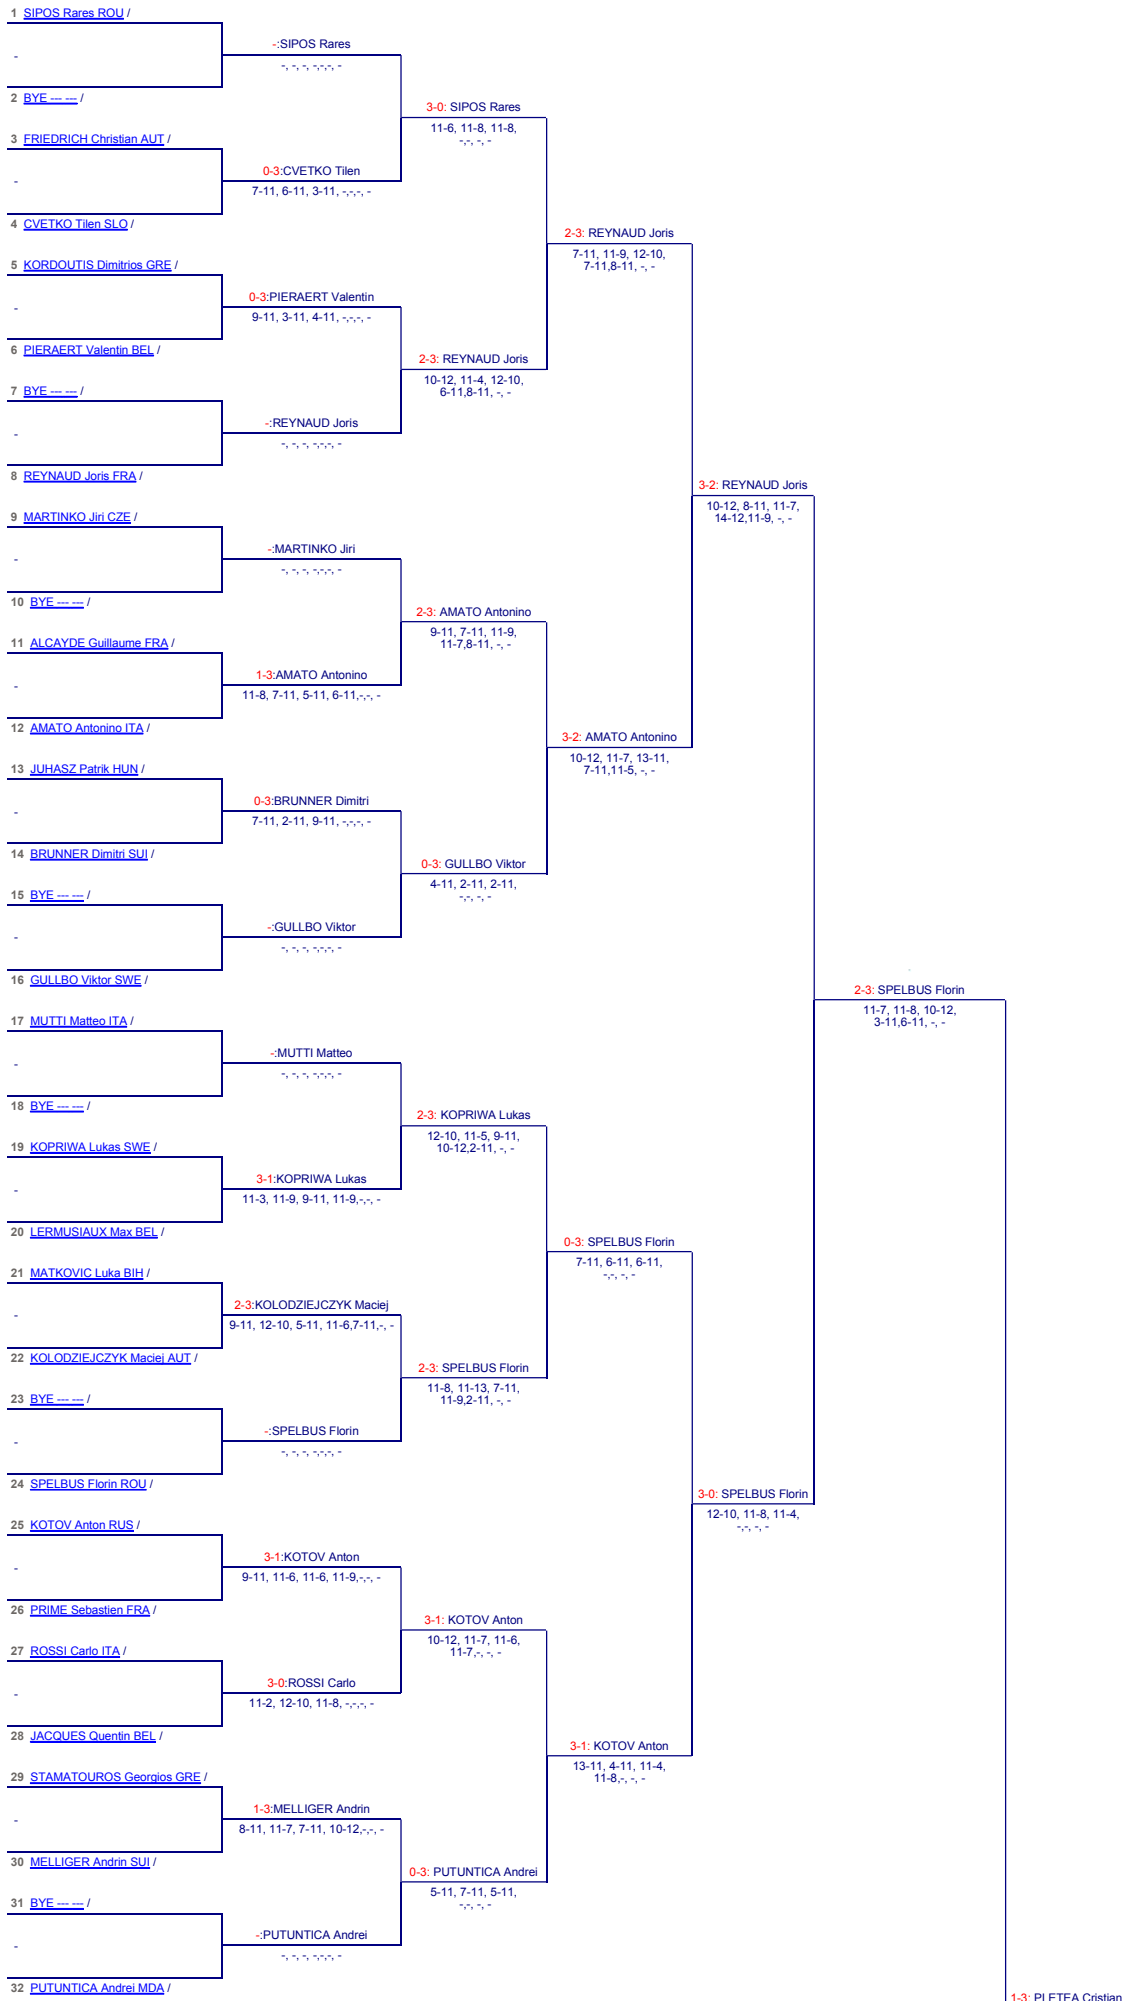 1 SIPOS Rares ROU /
-:SIPOS Rares
-
-, -, -, -,-,-, -
2 BYE --- --- /
3-0: SIPOS Rares
11-6, 11-8, 11-8,
-,-, -, -
3 FRIEDRICH Christian AUT /
0-3:CVETKO Tilen
-
7-11, 6-11, 3-11, -,-,-, -
4 CVETKO Tilen SLO /
2-3: REYNAUD Joris
7-11, 11-9, 12-10,
7-11,8-11, -, -
5 KORDOUTIS Dimitrios GRE /
0-3:PIERAERT Valentin
-
9-11, 3-11, 4-11, -,-,-, -
6 PIERAERT Valentin BEL /
2-3: REYNAUD Joris
10-12, 11-4, 12-10,
6-11,8-11, -, -
7 BYE --- --- /
-:REYNAUD Joris
-
-, -, -, -,-,-, -
8 REYNAUD Joris FRA /
3-2: REYNAUD Joris
10-12, 8-11, 11-7,
14-12,11-9, -, -
9 MARTINKO Jiri CZE /
-:MARTINKO Jiri
-
-, -, -, -,-,-, -
10 BYE --- --- /
2-3: AMATO Antonino
9-11, 7-11, 11-9,
11-7,8-11, -, -
11 ALCAYDE Guillaume FRA /
1-3:AMATO Antonino
-
11-8, 7-11, 5-11, 6-11,-,-, -
12 AMATO Antonino ITA /
3-2: AMATO Antonino
10-12, 11-7, 13-11,
7-11,11-5, -, -
13 JUHASZ Patrik HUN /
0-3:BRUNNER Dimitri
-
7-11, 2-11, 9-11, -,-,-, -
14 BRUNNER Dimitri SUI /
0-3: GULLBO Viktor
4-11, 2-11, 2-11,
-,-, -, -
15 BYE --- --- /
-:GULLBO Viktor
-
-, -, -, -,-,-, -
16 GULLBO Viktor SWE /
2-3: SPELBUS Florin
11-7, 11-8, 10-12,
3-11,6-11, -, -
17 MUTTI Matteo ITA /
-:MUTTI Matteo
-
-, -, -, -,-,-, -
18 BYE --- --- /
2-3: KOPRIWA Lukas
12-10, 11-5, 9-11,
10-12,2-11, -, -
19 KOPRIWA Lukas SWE /
3-1:KOPRIWA Lukas
-
11-3, 11-9, 9-11, 11-9,-,-, -
20 LERMUSIAUX Max BEL /
0-3: SPELBUS Florin
7-11, 6-11, 6-11,
-,-, -, -
21 MATKOVIC Luka BIH /
2-3:KOLODZIEJCZYK Maciej
-
9-11, 12-10, 5-11, 11-6,7-11,-, -
22 KOLODZIEJCZYK Maciej AUT /
2-3: SPELBUS Florin
11-8, 11-13, 7-11,
11-9,2-11, -, -
23 BYE --- --- /
-:SPELBUS Florin
-
-, -, -, -,-,-, -
24 SPELBUS Florin ROU /
3-0: SPELBUS Florin
12-10, 11-8, 11-4,
-,-, -, -
25 KOTOV Anton RUS /
3-1:KOTOV Anton
-
9-11, 11-6, 11-6, 11-9,-,-, -
26 PRIME Sebastien FRA /
3-1: KOTOV Anton
10-12, 11-7, 11-6,
11-7,-, -, -
27 ROSSI Carlo ITA /
3-0:ROSSI Carlo
-
11-2, 12-10, 11-8, -,-,-, -
28 JACQUES Quentin BEL /
3-1: KOTOV Anton
13-11, 4-11, 11-4,
11-8,-, -, -
29 STAMATOUROS Georgios GRE /
1-3:MELLIGER Andrin
-
8-11, 11-7, 7-11, 10-12,-,-, -
30 MELLIGER Andrin SUI /
0-3: PUTUNTICA Andrei
5-11, 7-11, 5-11,
-,-, -, -
31 BYE --- --- /
-:PUTUNTICA Andrei
-
-, -, -, -,-,-, -
32 PUTUNTICA Andrei MDA /
1-3: PLETEA Cristian